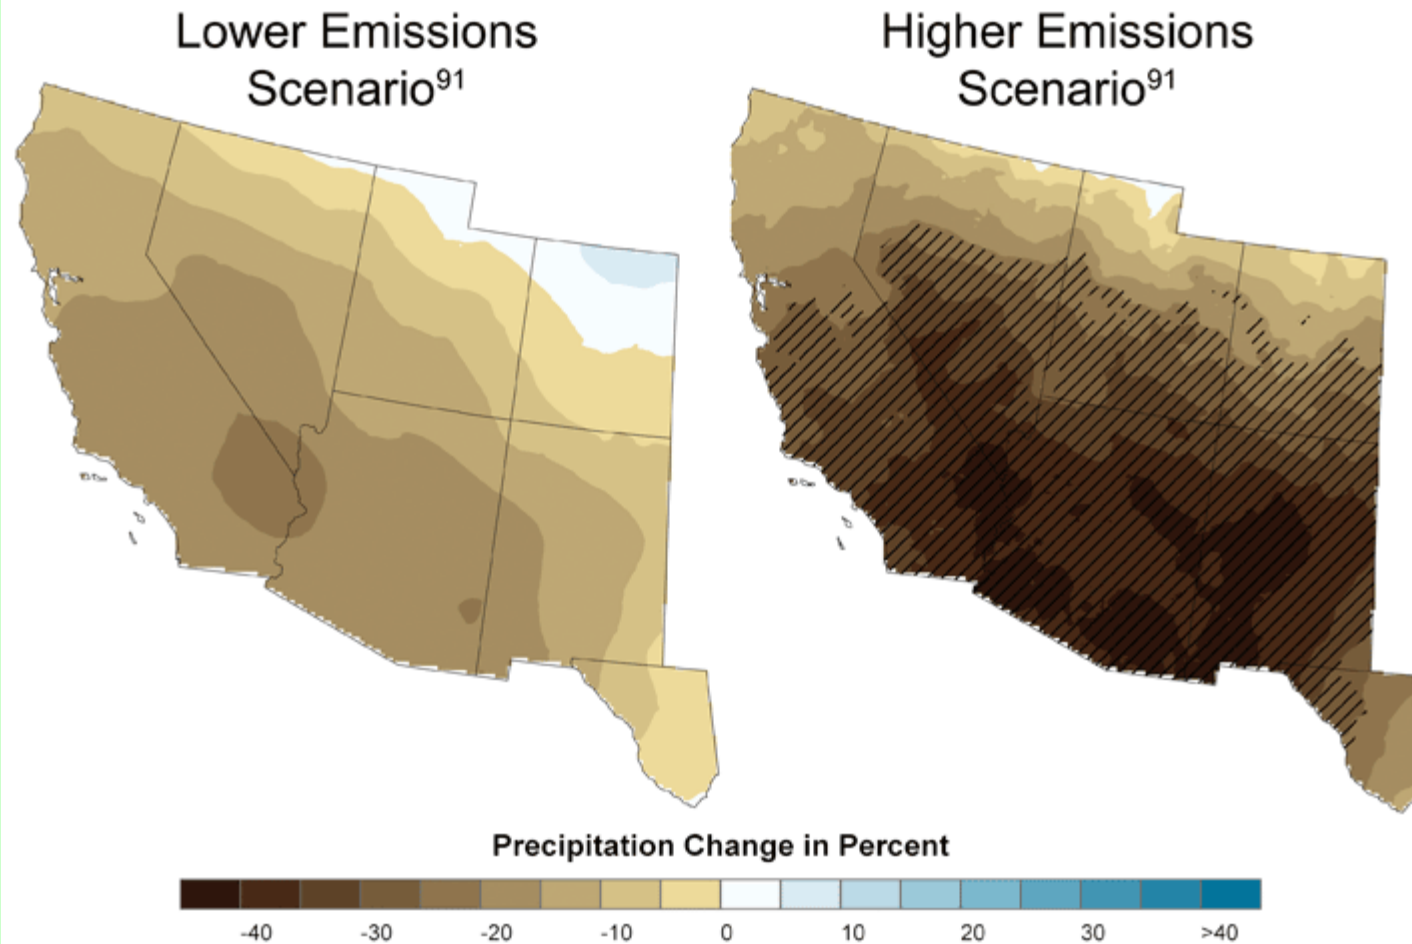 Lower Emissions
Scenario91
Higher Emissions
Scenario91
Precipitation Change in Percent
-40 -30 -20 -10 0 10 20 30 >40